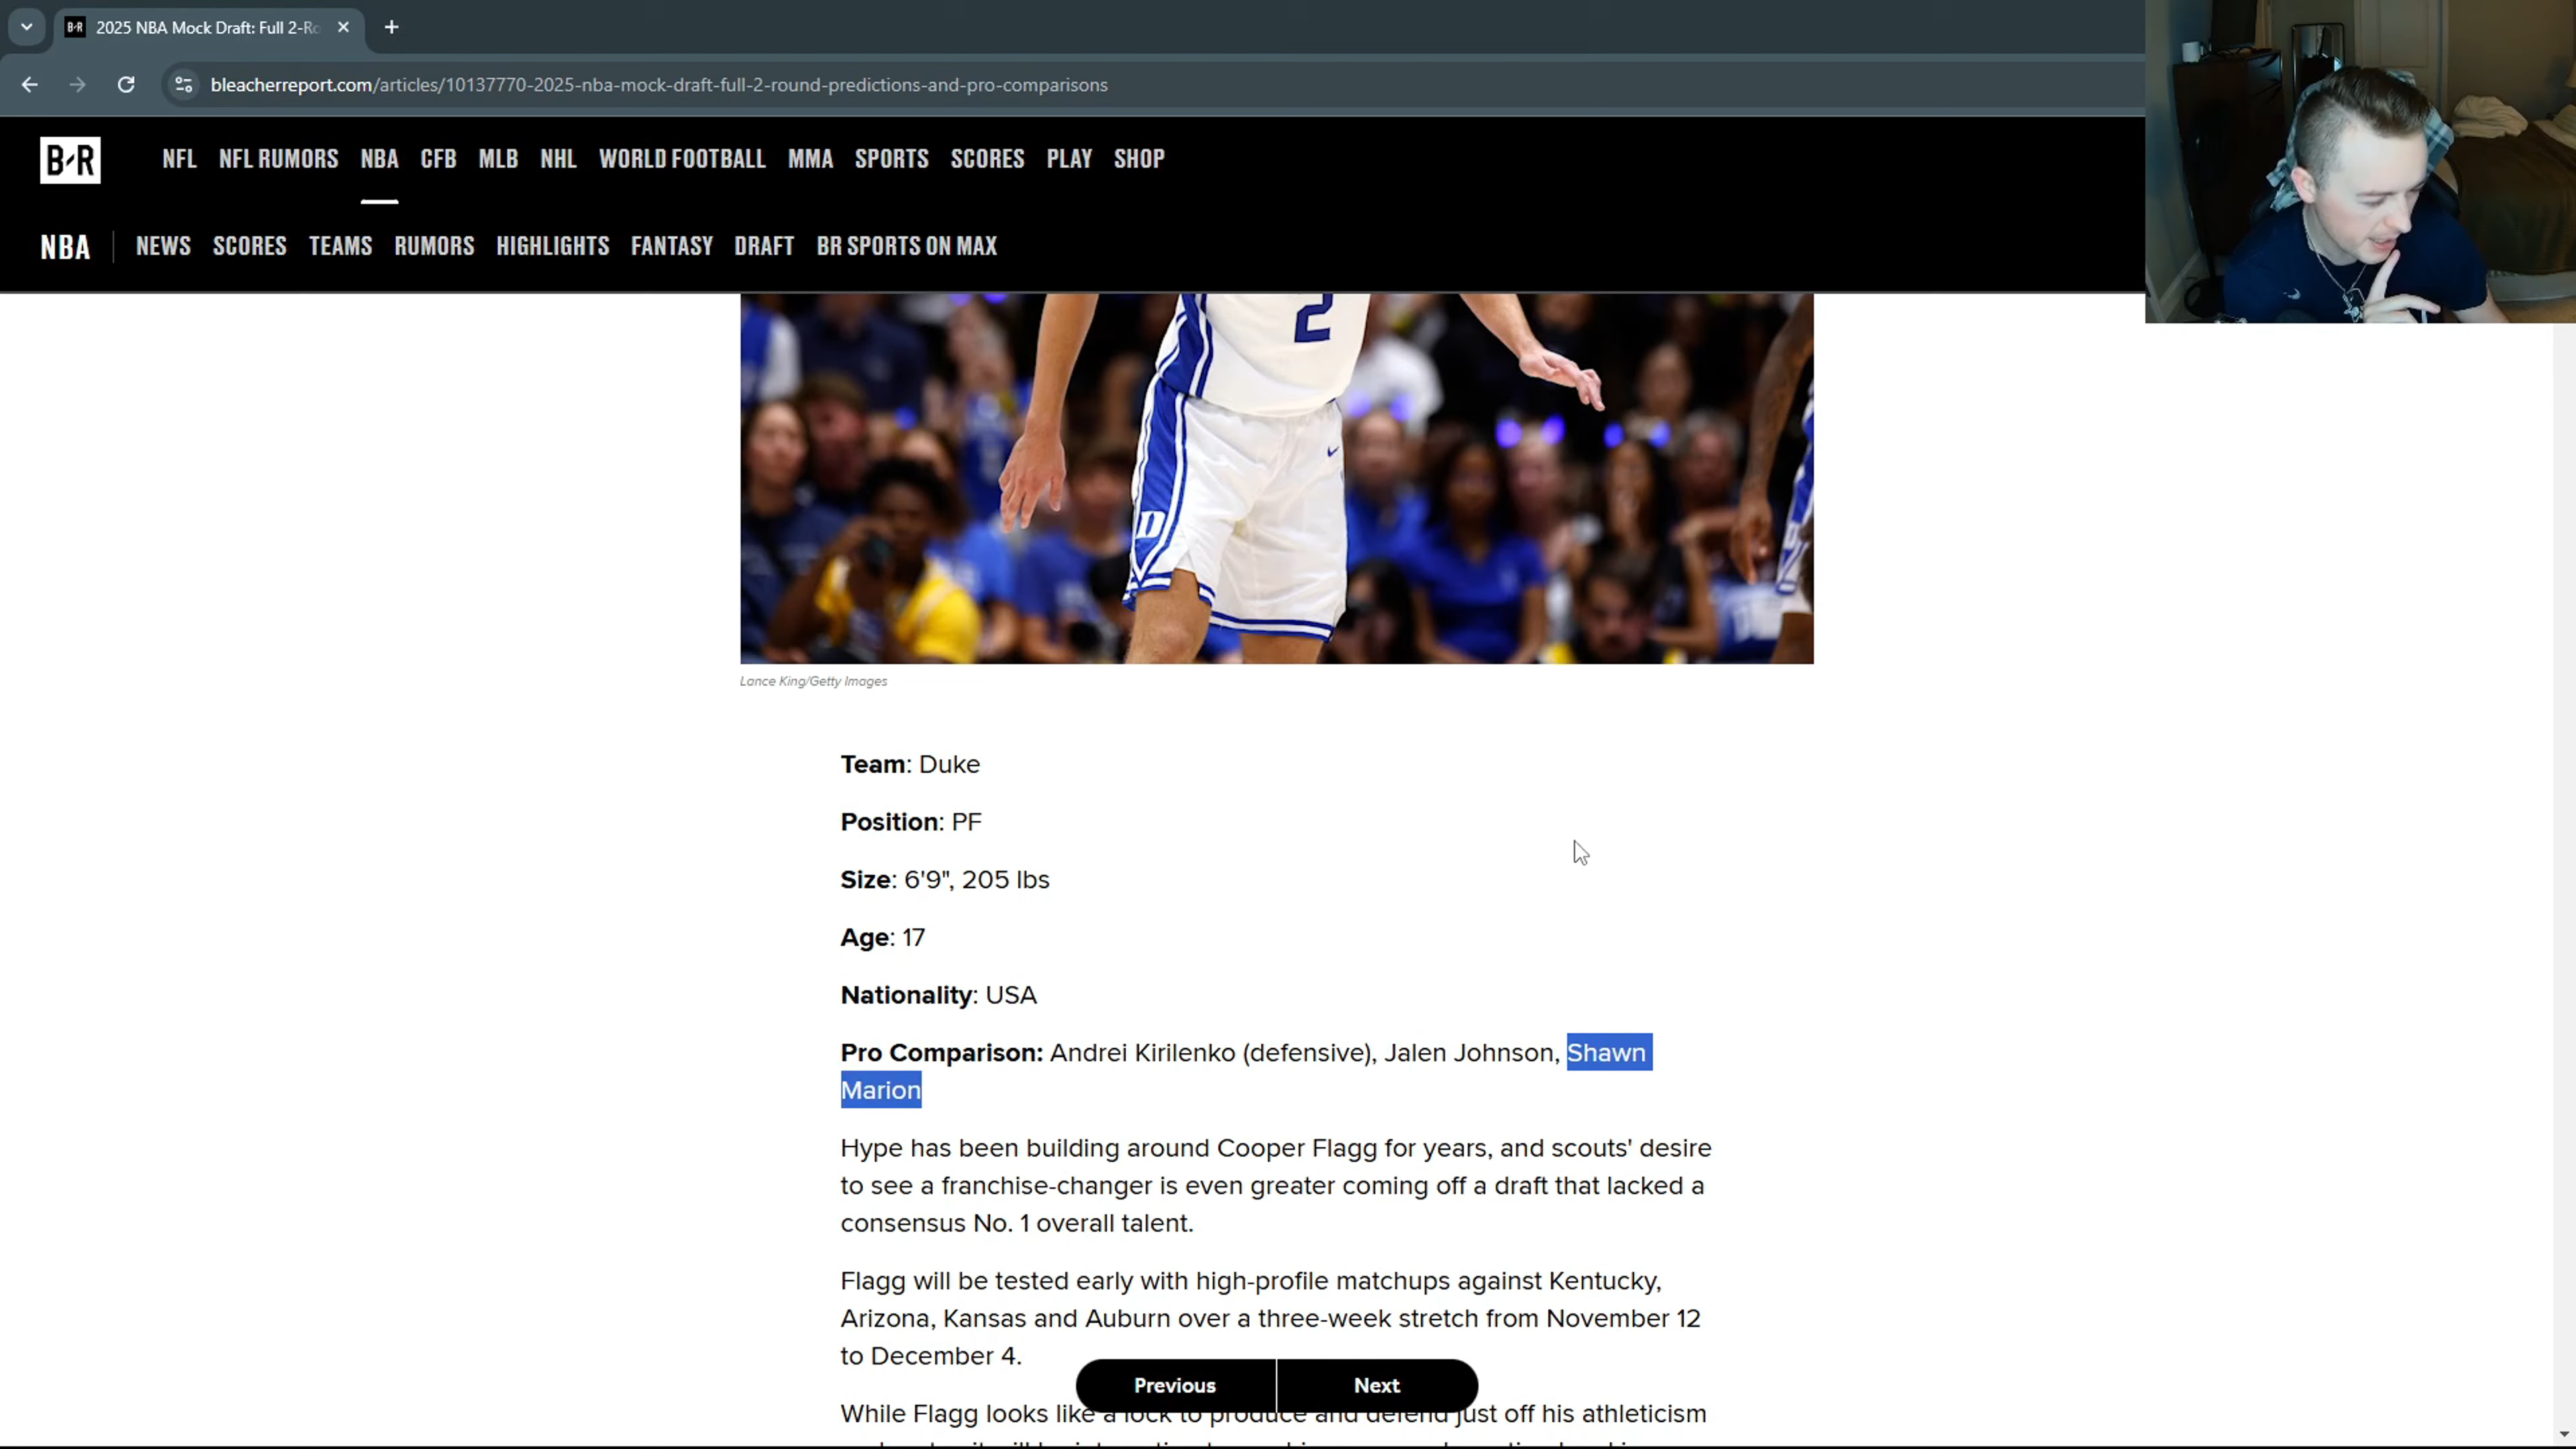 B/R 2025 NBA Mock Draft: Full 2-Ro
bleacherreport.com/articles/10137770-2025-nba-mock-draft-full-2-round-predictions-and-pro-comparisons
B/R NFL NFL RUMORS NBA CFB MLB NHL WORLD FOOTBALL MMA SPORTS SCORES PLAY SHOP
NBA NEWS SCORES TEAMS RUMORS HIGHLIGHTS FANTASY DRAFT BR SPORTS ON MAX
2
D
Lance King/Getty Images
Team: Duke
Position: PF
Size: 6'9", 205 lbs
Age: 17
Nationality: USA
Pro Comparison: Andrei Kirilenko (defensive), Jalen Johnson, Shawn
Marion
Hype has been building around Cooper Flagg for years, and scouts' desire
to see a franchise-changer is even greater coming off a draft that lacked a
consensus No. 1 overall talent.
Flagg will be tested early with high-profile matchups against Kentucky,
Arizona, Kansas and Auburn over a three-week stretch from November 12
to December 4.
Previous Next
While Flagg looks like a lock to produce and defend just off his athleticism